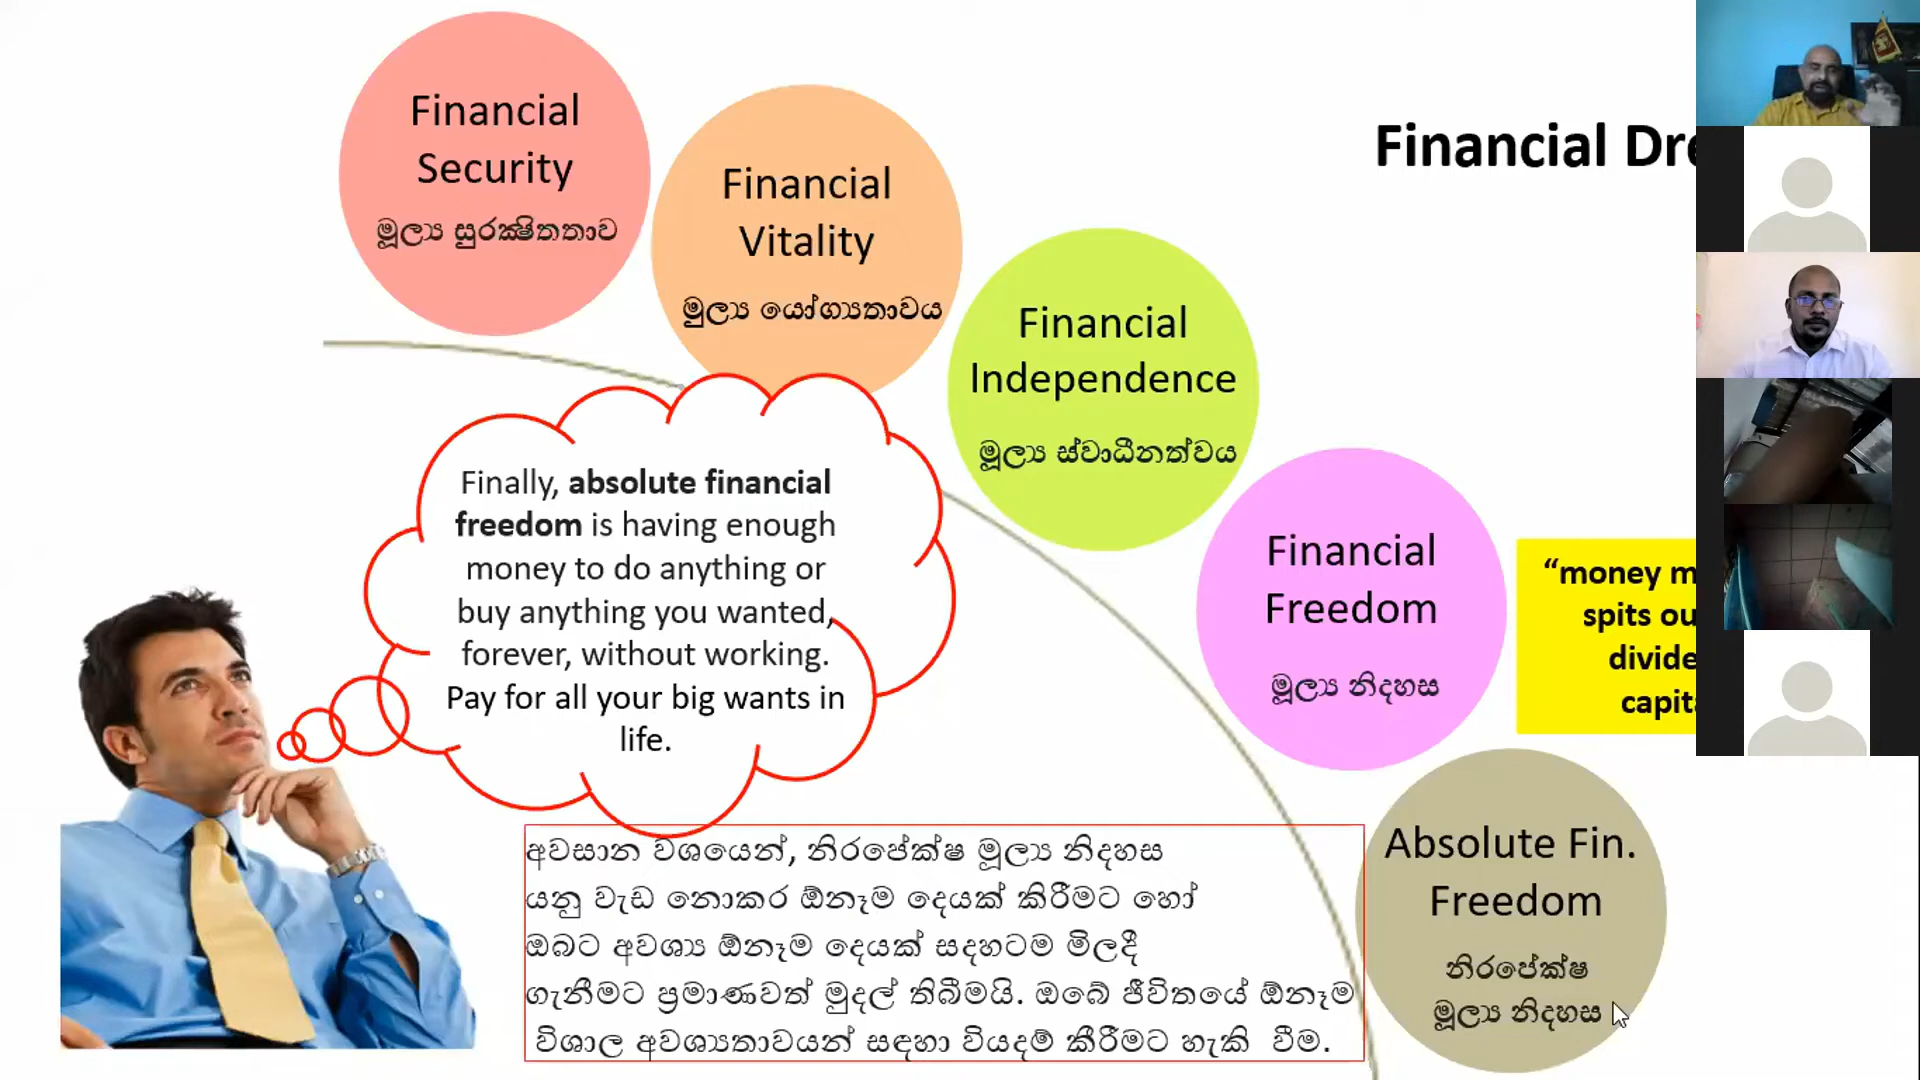 Financial
Security
මූල්‍ය සුරක්ෂිතතාව
Financial
Vitality
මුල්‍ය යෝග්‍යතාවය
Financial
Independence
මූල්‍ය ස්වාධීනත්වය
Financial
Freedom
මූල්‍ය නිදහස
Absolute Fin.
Freedom
නිරපේක්ෂ
මූල්‍ය නිදහස
Financial
“money
spits
Finally, absolute financial
freedom is having enough
money to do anything or
buy anything you wanted,
forever, without working.
Pay for all your big wants in
life.
අවසාන වශයෙන්, නිරපේක්ෂ මූල්‍ය නිදහස
යනු වැඩ නොකර ඕනෑම දෙයක් කිරීමට හෝ
ඔබට අවශ්‍ය ඕනෑම දෙයක් සදහටම මිලදී
ගැනීමට ප්‍රමාණවත් මුදල් තිබීමයි. ඔබේ ජීවිතයේ ඕනෑම
විශාල අවශ්‍යතාවයන් සඳහා වියදම් කීරීමට හැකි වීම.